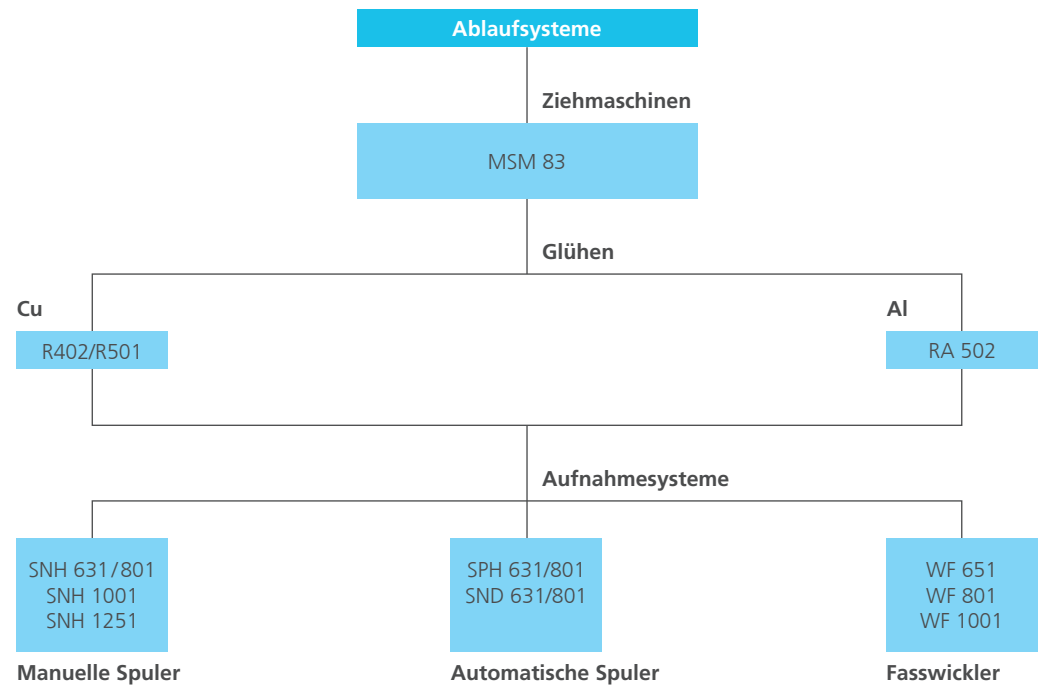 Ablaufsysteme
Ziehmaschinen
MSM 83
Glühen
Cu
R402/R501
Al
RA 502
Aufnahmesysteme
SNH 631/801
SNH 1001
SNH 1251
Manuelle Spuler
SPH 631/801
SND 631/801
Automatische Spuler
WF 651
WF 801
WF 1001
Fasswickler